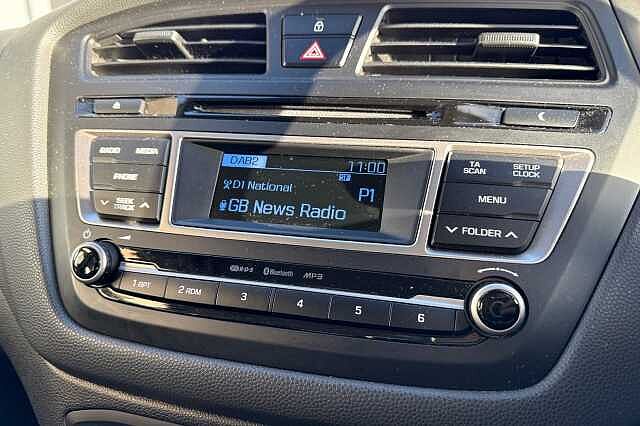 RADIO MEDIA
PHONE
SEEK
TRACK
DAB2 11:00
D1 National P1
GB News Radio
TA
SCAN
SETUP
CLOCK
MENU
FOLDER
RDS Bluetooth MP3
1 RPT 2 RDM 3 4 5 6